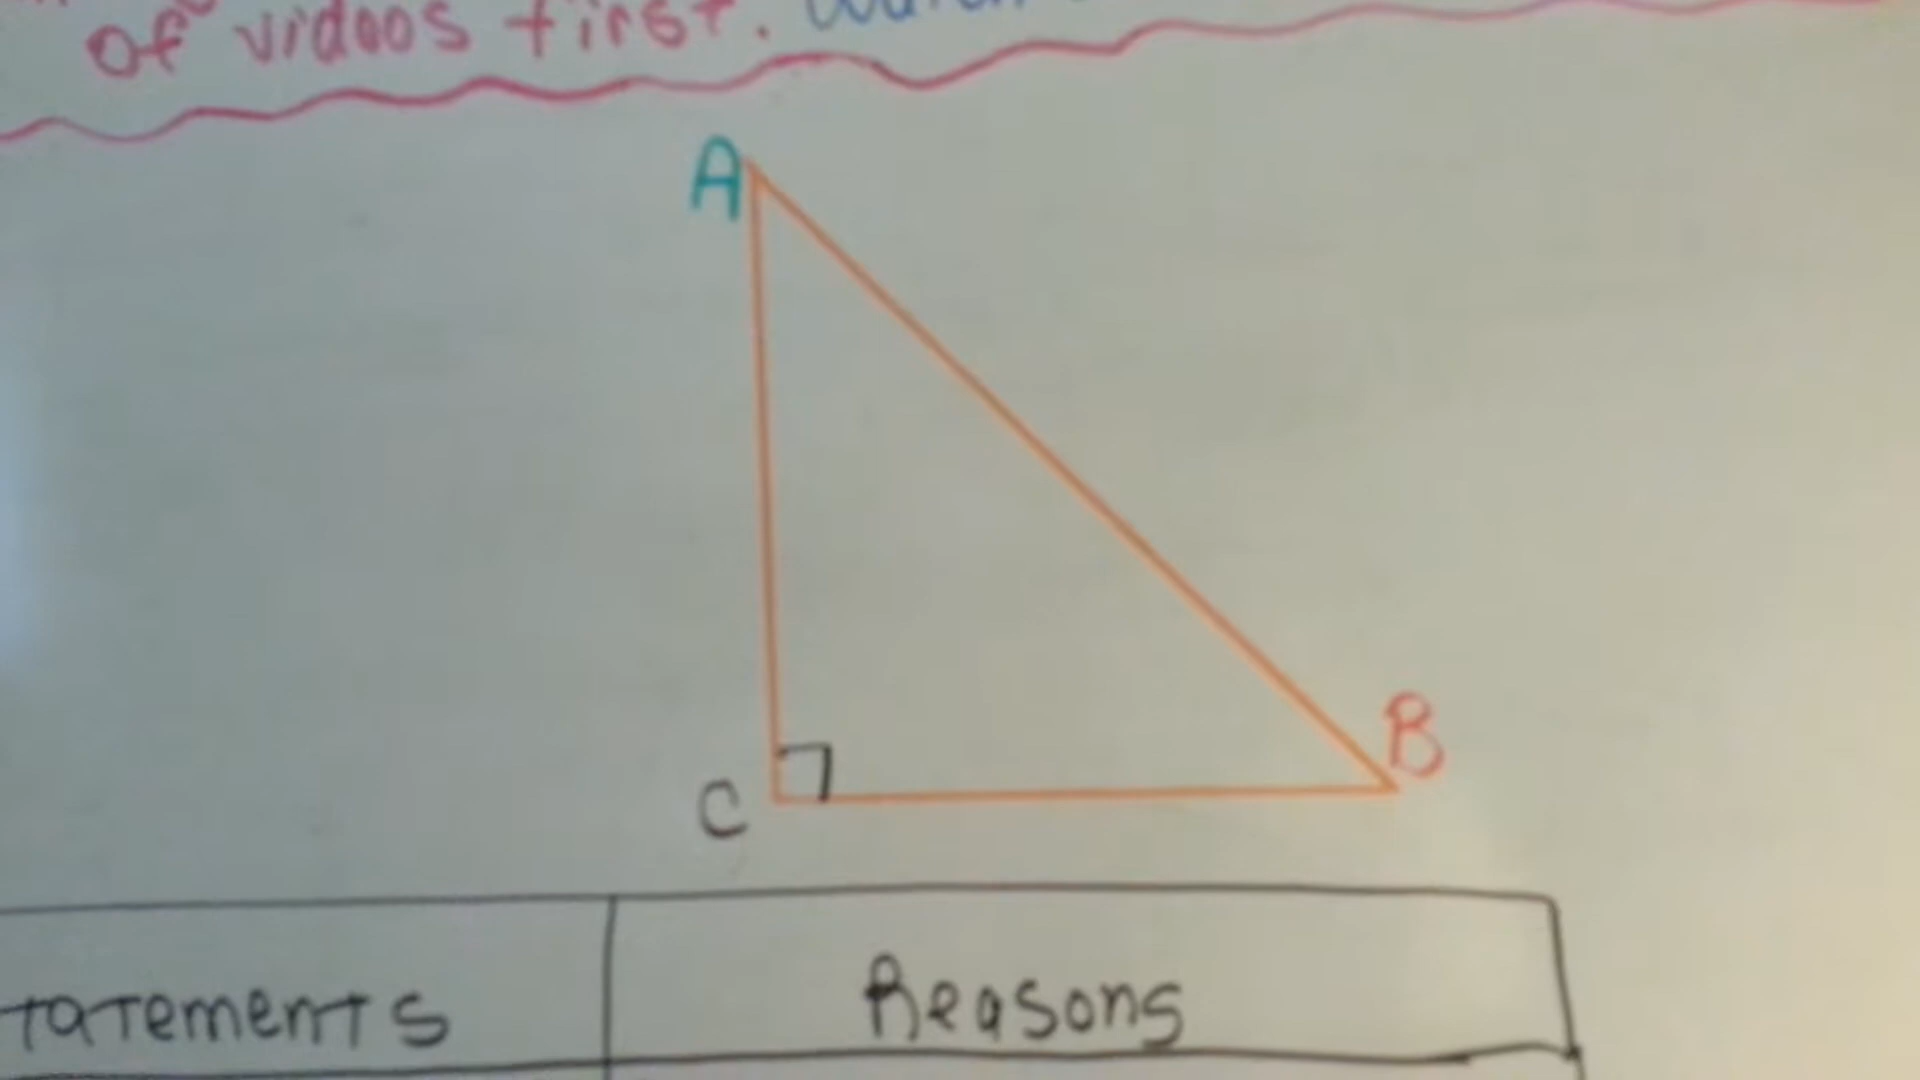 of videos first.
A
B
C
tatements Reasons